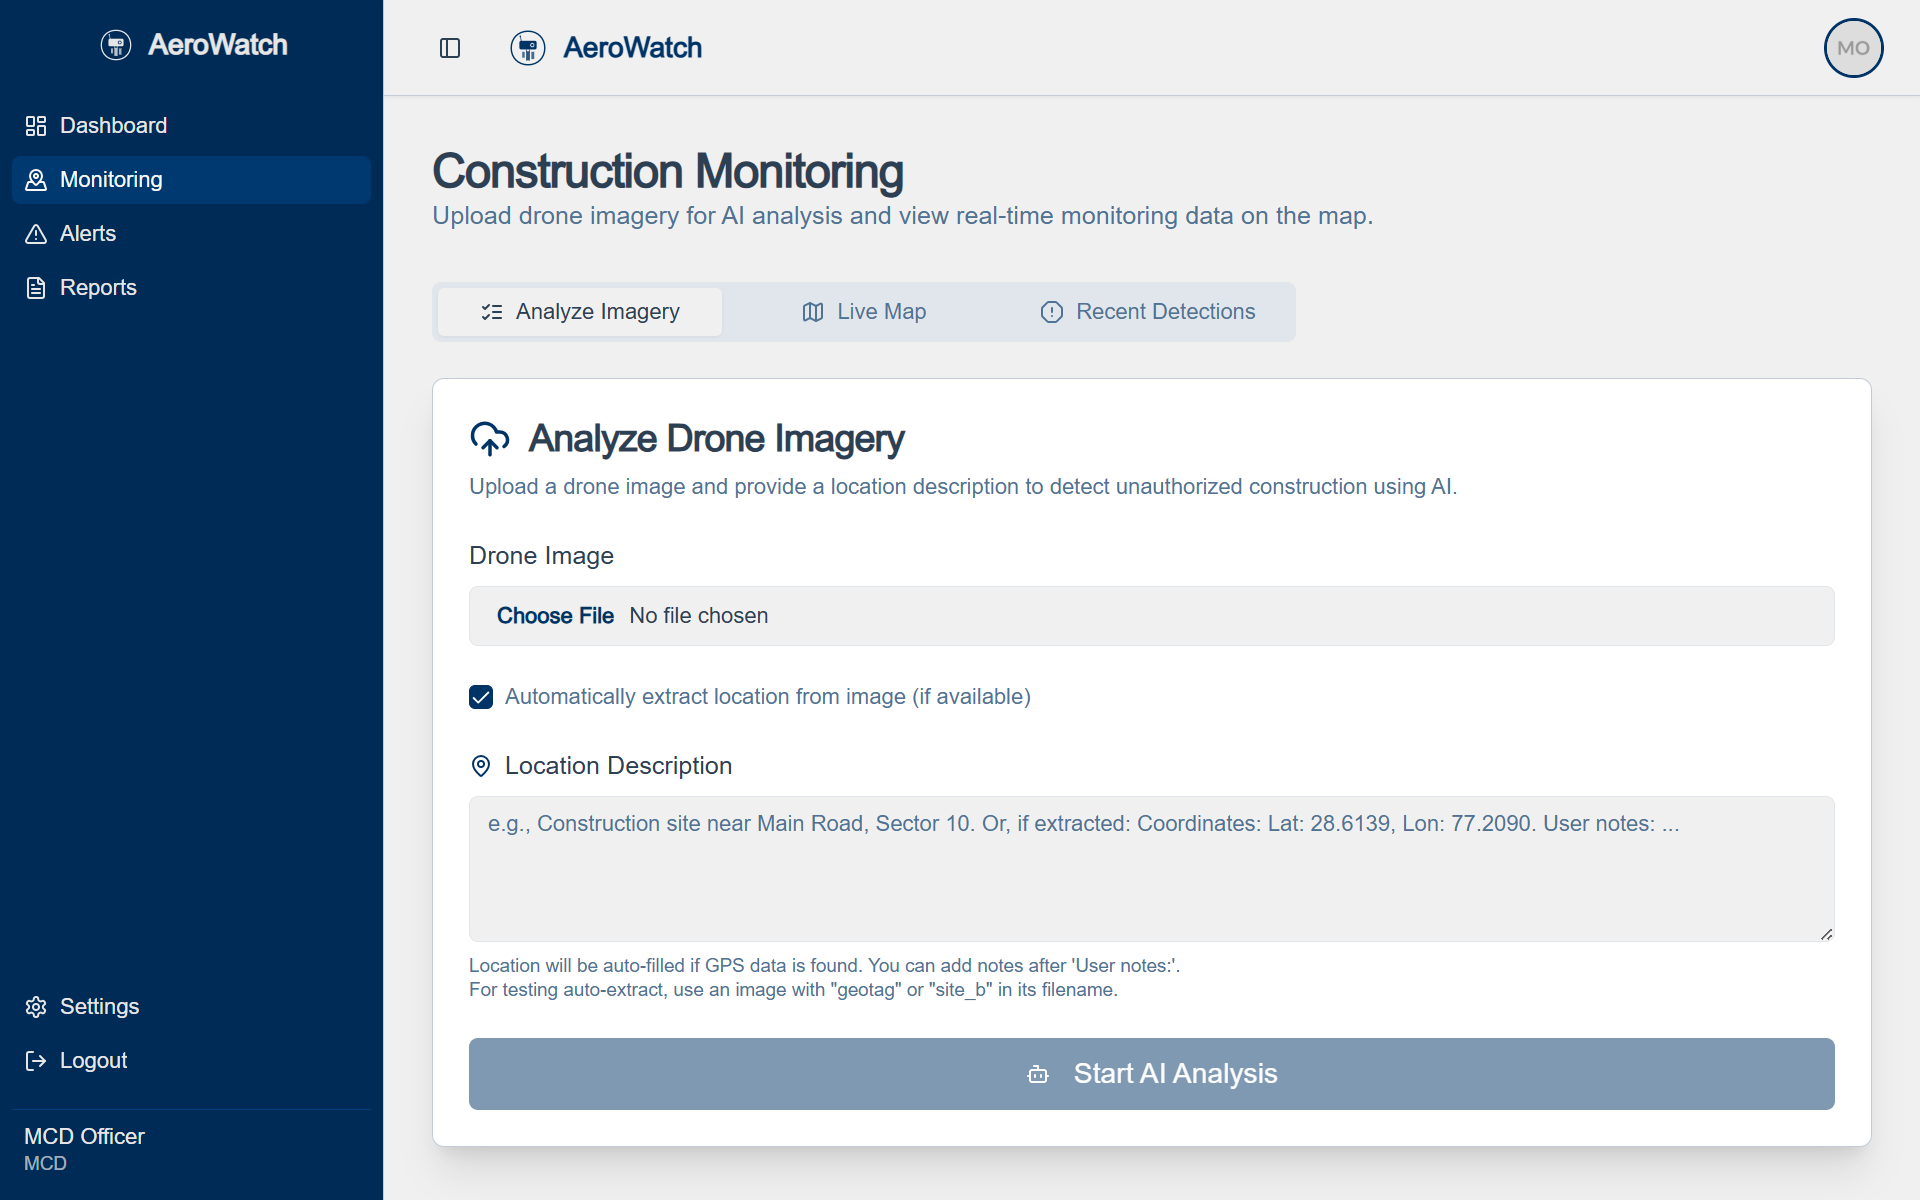 AeroWatch
Dashboard
Monitoring
Alerts
Reports
Settings
Logout
MCD Officer
MCD
AeroWatch
MO
Construction Monitoring
Upload drone imagery for AI analysis and view real-time monitoring data on the map.
Analyze Imagery
Live Map
Recent Detections
Analyze Drone Imagery
Upload a drone image and provide a location description to detect unauthorized construction using AI.
Drone Image
Choose File No file chosen
Automatically extract location from image (if available)
Location Description
e.g., Construction site near Main Road, Sector 10. Or, if extracted: Coordinates: Lat: 28.6139, Lon: 77.2090. User notes: ...
Location will be auto-filled if GPS data is found. You can add notes after 'User notes:'.
For testing auto-extract, use an image with "geotag" or "site_b" in its filename.
Start AI Analysis